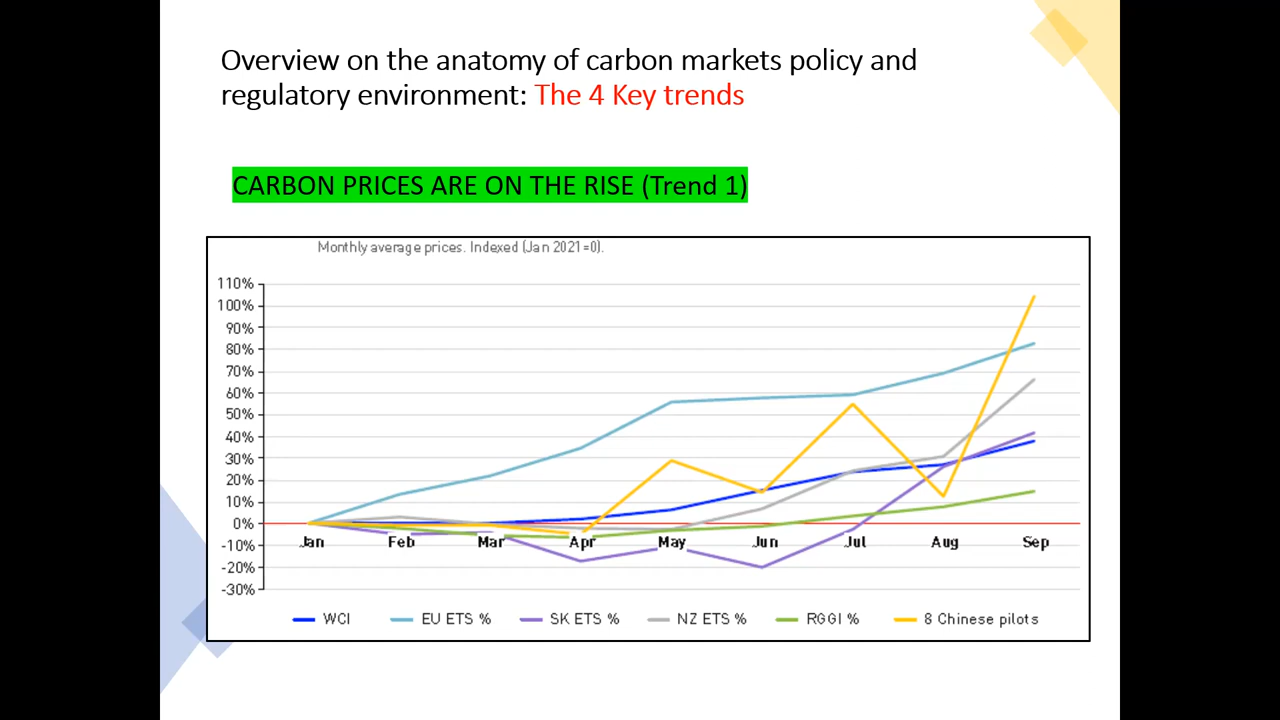 Overview on the anatomy of carbon markets policy and
regulatory environment: The 4 Key trends
CARBON PRICES ARE ON THE RISE (Trend 1)
Monthly average prices. Indexed (Jan 2021=0).
110%
100%
90%
80%
70%
60%
50%
40%
30%
20%
10%
0%
-10%
-20%
-30%
Jan Feb Mar Apr May Jun Jul Aug Sep
WCI EU ETS % SK ETS % NZ ETS % RGGI % 8 Chinese pilots